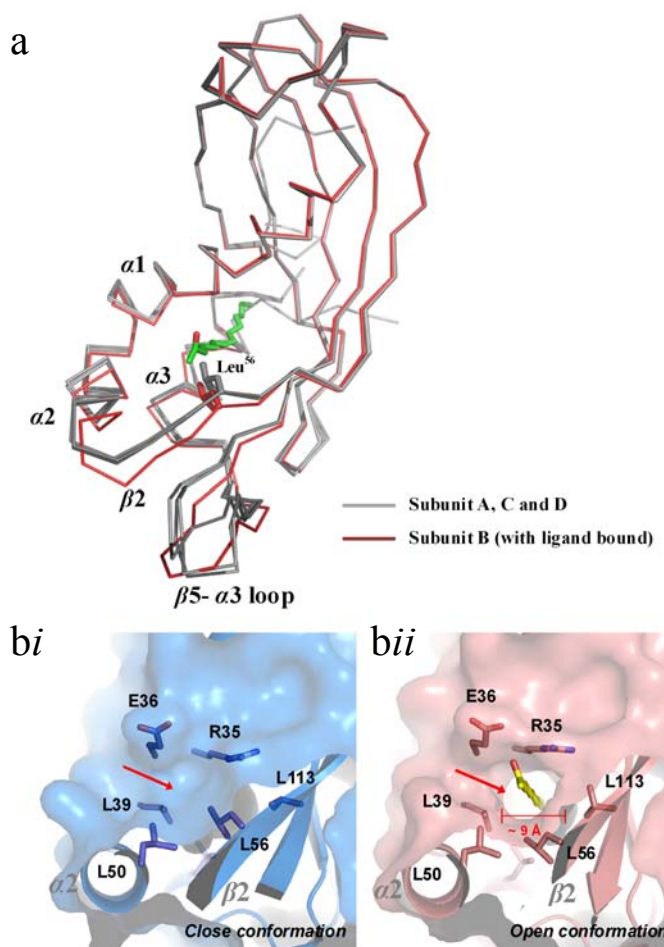 a
α1
Leu56
α3
α2
β2
Subunit A, C and D
Subunit B (with ligand bound)
β5- α3 loop
bi
E36
R35
L113
L39
L56
L50
α2
β2
Close conformation
bii
E36
R35
L113
L39
~ 9 Å
L56
L50
α2
β2
Open conformation